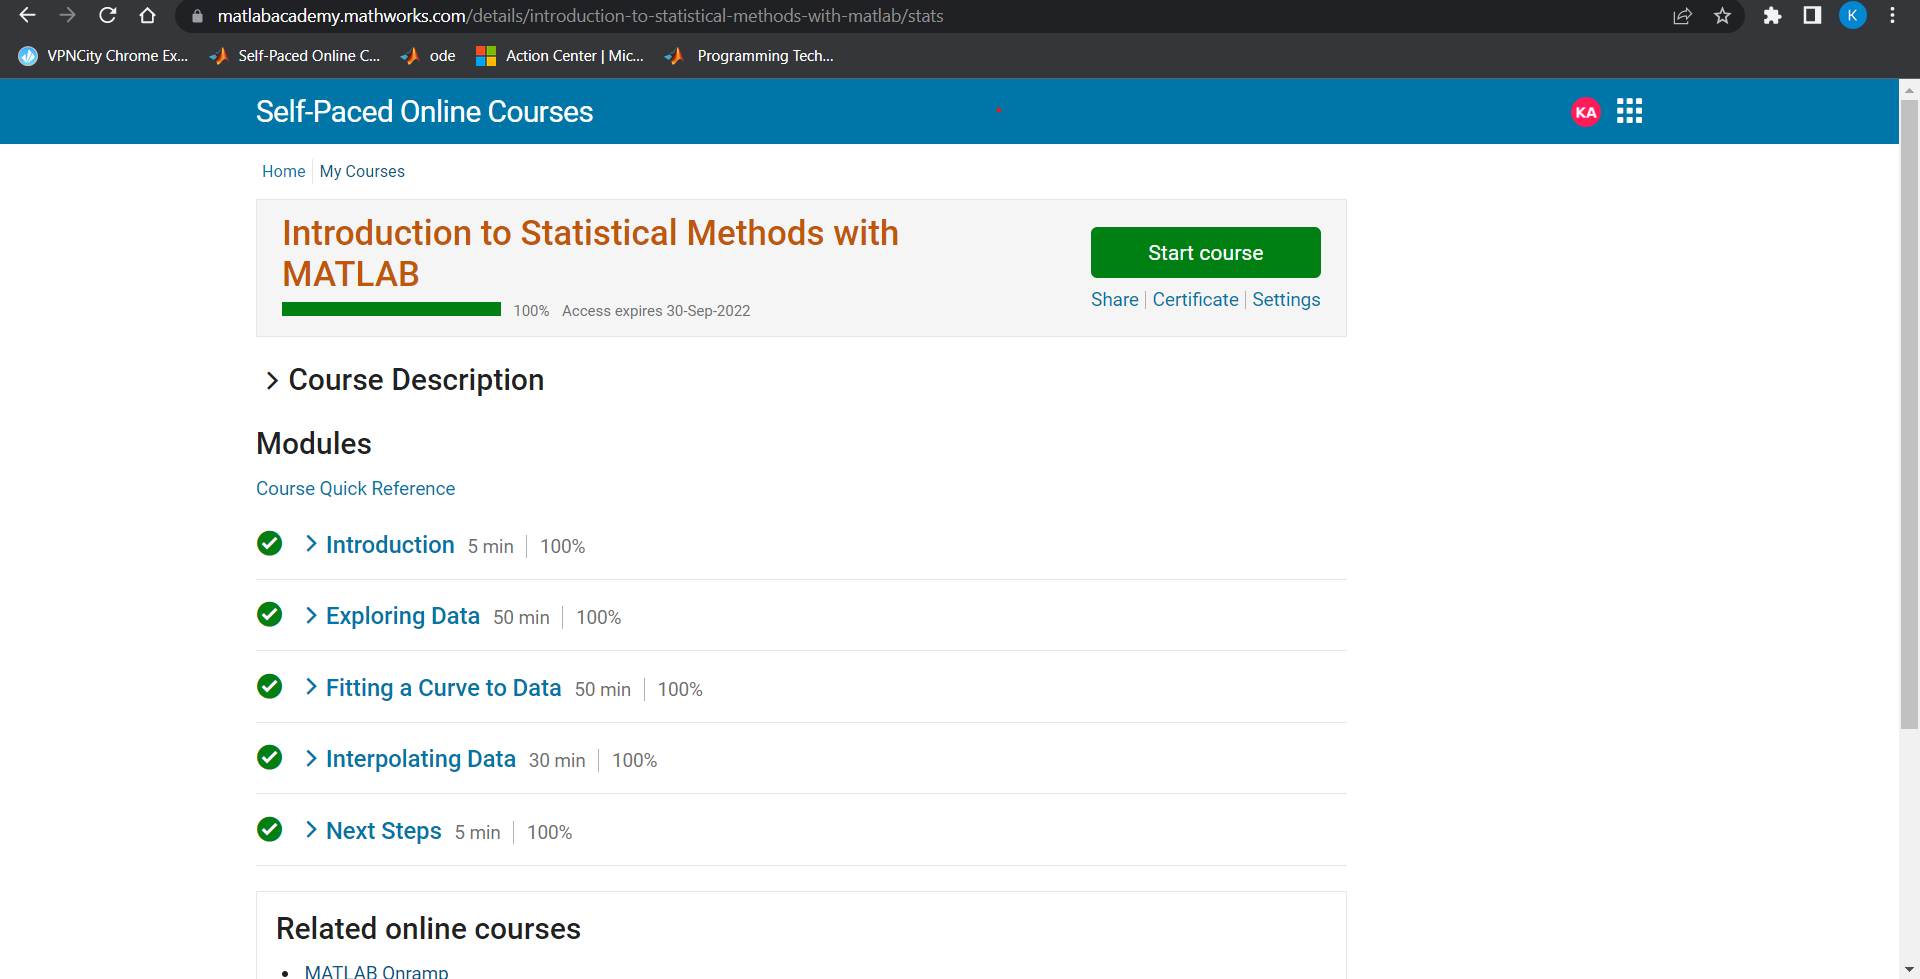 matlabacademy.mathworks.com/details/introduction-to-statistical-methods-with-matlab/stats
K
VPNCity Chrome Ex...
Self-Paced Online C...
ode
Action Center | Mic...
Programming Tech...
Self-Paced Online Courses
KA
Home
My Courses
Introduction to Statistical Methods with
MATLAB
100% Access expires 30-Sep-2022
Start course
Share
Certificate
Settings
Course Description
Modules
Course Quick Reference
Introduction 5 min 100%
Exploring Data 50 min 100%
Fitting a Curve to Data 50 min 100%
Interpolating Data 30 min 100%
Next Steps 5 min 100%
Related online courses
MATLAB Onramp